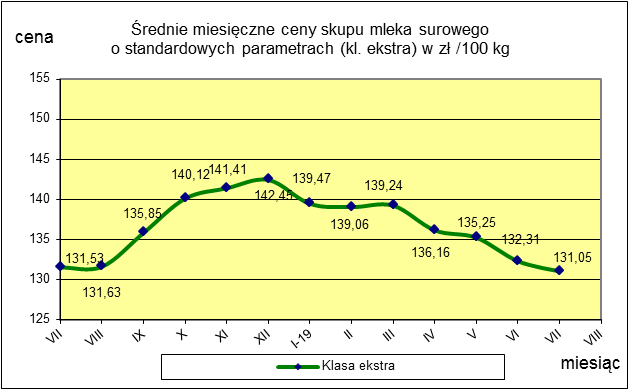 Średnie miesięczne ceny skupu mleka surowego
o standardowych parametrach (kl. ekstra) w zł /100 kg
cena
155
150
145
140
135
130
125
131,53
131,63
135,85
140,12
141,41
142,45
139,47
139,06
139,24
136,16
135,25
132,31
131,05
VII
VIII
IX
X
XI
XII
I-19
II
III
IV
V
VI
VII
VIII
miesiąc
Klasa ekstra